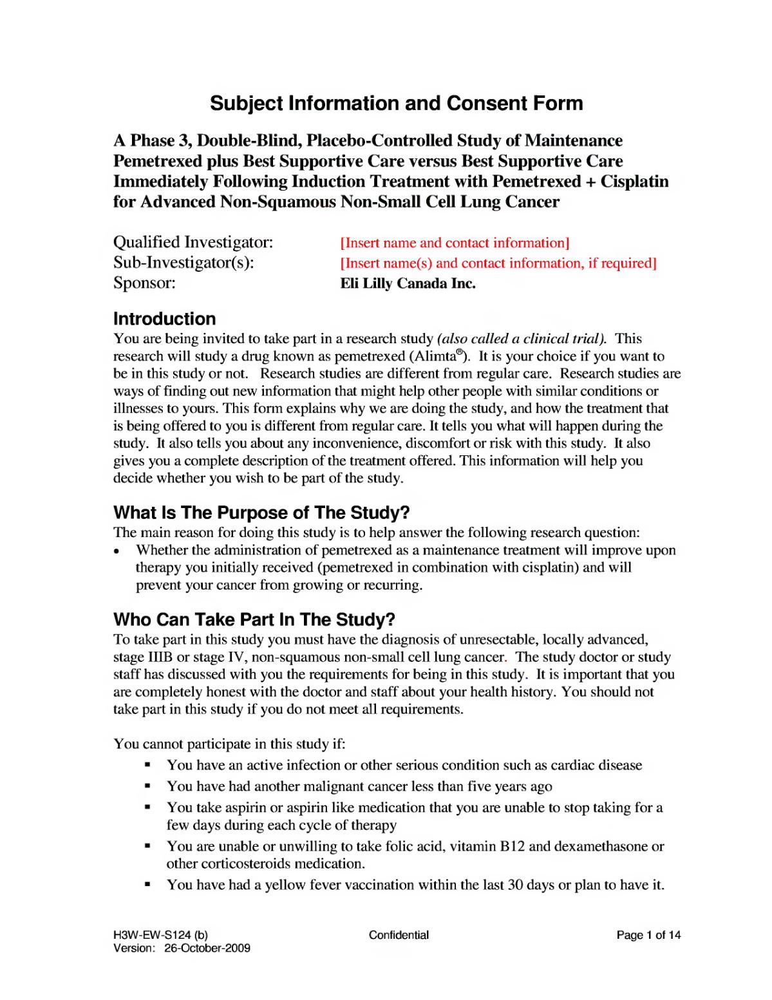 Subject Information and Consent Form
A Phase 3, Double-Blind, Placebo-Controlled Study of Maintenance
Pemetrexed plus Best Supportive Care versus Best Supportive Care
Immediately Following Induction Treatment with Pemetrexed + Cisplatin
for Advanced Non-Squamous Non-Small Cell Lung Cancer
Qualified Investigator: [Insert name and contact information]
Sub-Investigator(s): [Insert name(s) and contact information, if required]
Sponsor: Eli Lilly Canada Inc.
Introduction
You are being invited to take part in a research study (also called a clinical trial). This
research will study a drug known as pemetrexed (Alimta®). It is your choice if you want to
be in this study or not. Research studies are different from regular care. Research studies are
ways of finding out new information that might help other people with similar conditions or
illnesses to yours. This form explains why we are doing the study, and how the treatment that
is being offered to you is different from regular care. It tells you what will happen during the
study. It also tells you about any inconvenience, discomfort or risk with this study. It also
gives you a complete description of the treatment offered. This information will help you
decide whether you wish to be part of the study.
What Is The Purpose of The Study?
The main reason for doing this study is to help answer the following research question:
• Whether the administration of pemetrexed as a maintenance treatment will improve upon
therapy you initially received (pemetrexed in combination with cisplatin) and will
prevent your cancer from growing or recurring.
Who Can Take Part In The Study?
To take part in this study you must have the diagnosis of unresectable, locally advanced,
stage IIIB or stage IV, non-squamous non-small cell lung cancer. The study doctor or study
staff has discussed with you the requirements for being in this study. It is important that you
are completely honest with the doctor and staff about your health history. You should not
take part in this study if you do not meet all requirements.
You cannot participate in this study if:
▪ You have an active infection or other serious condition such as cardiac disease
▪ You have had another malignant cancer less than five years ago
▪ You take aspirin or aspirin like medication that you are unable to stop taking for a
few days during each cycle of therapy
▪ You are unable or unwilling to take folic acid, vitamin B12 and dexamethasone or
other corticosteroids medication.
▪ You have had a yellow fever vaccination within the last 30 days or plan to have it.
H3W-EW-S124 (b) Confidential Page 1 of 14
Version: 26-October-2009